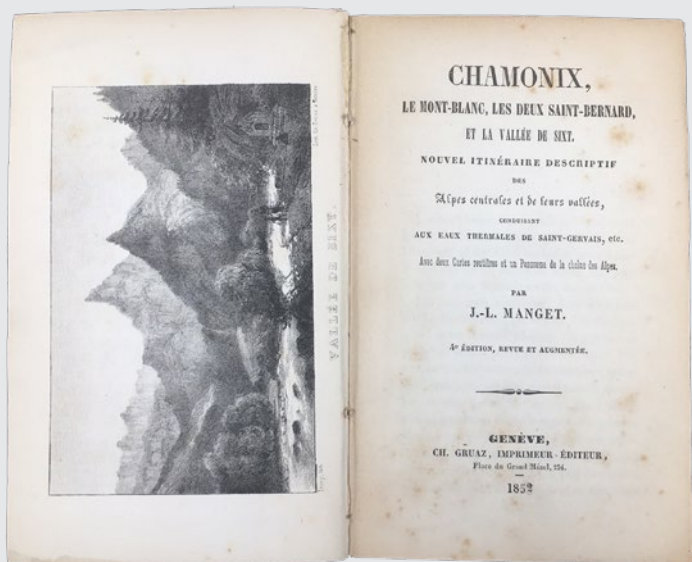 VALLÉE DE SIXT.
CHAMONIX,
LE MONT-BLANC, LES DEUX SAINT-BERNARD,
ET LA VALLÉE DE SIXT.
NOUVEL ITINÉRAIRE DESCRIPTIF
DES
Alpes centrales et de leurs vallées,
CONDUISANT
AUX EAUX THERMALES DE SAINT-GERVAIS, etc.
Avec deux Cartes routières et un Panorama de la chaîne des Alpes.
PAR
J.-L. MANGET.
4e ÉDITION, REVUE ET AUGMENTÉE.
GENÈVE,
CH. GRUAZ, IMPRIMEUR-ÉDITEUR,
Place du Grand Mézel, 256.
1852